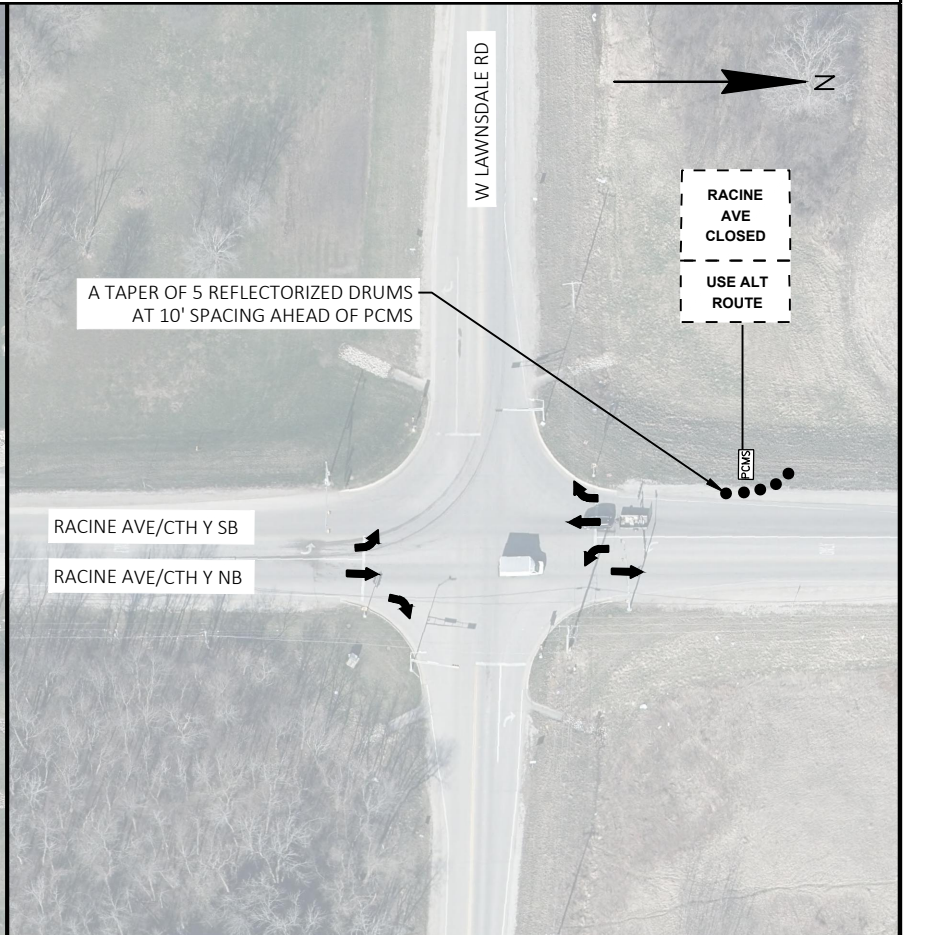 W LAWNSDALE RD
N
RACINE
AVE
CLOSED
USE ALT
ROUTE
A TAPER OF 5 REFLECTORIZED DRUMS
AT 10' SPACING AHEAD OF PCMS
PCMS
RACINE AVE/CTH Y SB
RACINE AVE/CTH Y NB